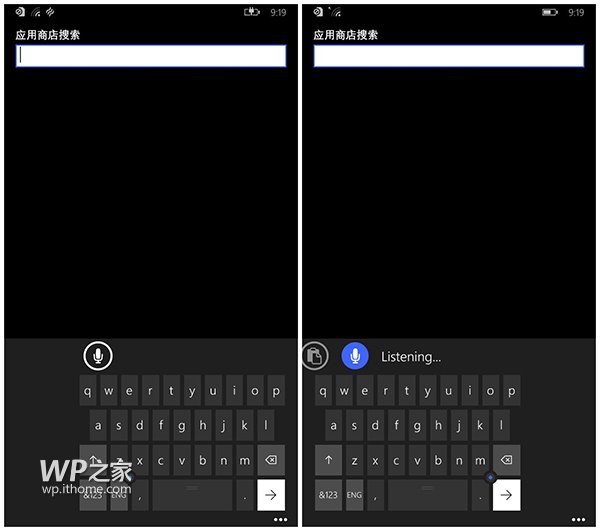 9:19
应用商店搜索
q w e r t y u i o p
a s d f g h j k l
z x c v b n m
&123 ENG , .
WP之家
wp.ithome.com
9:19
应用商店搜索
Listening...
q w e r t y u i o p
a s d f g h j k l
z x c v b n m
&123 ENG , .